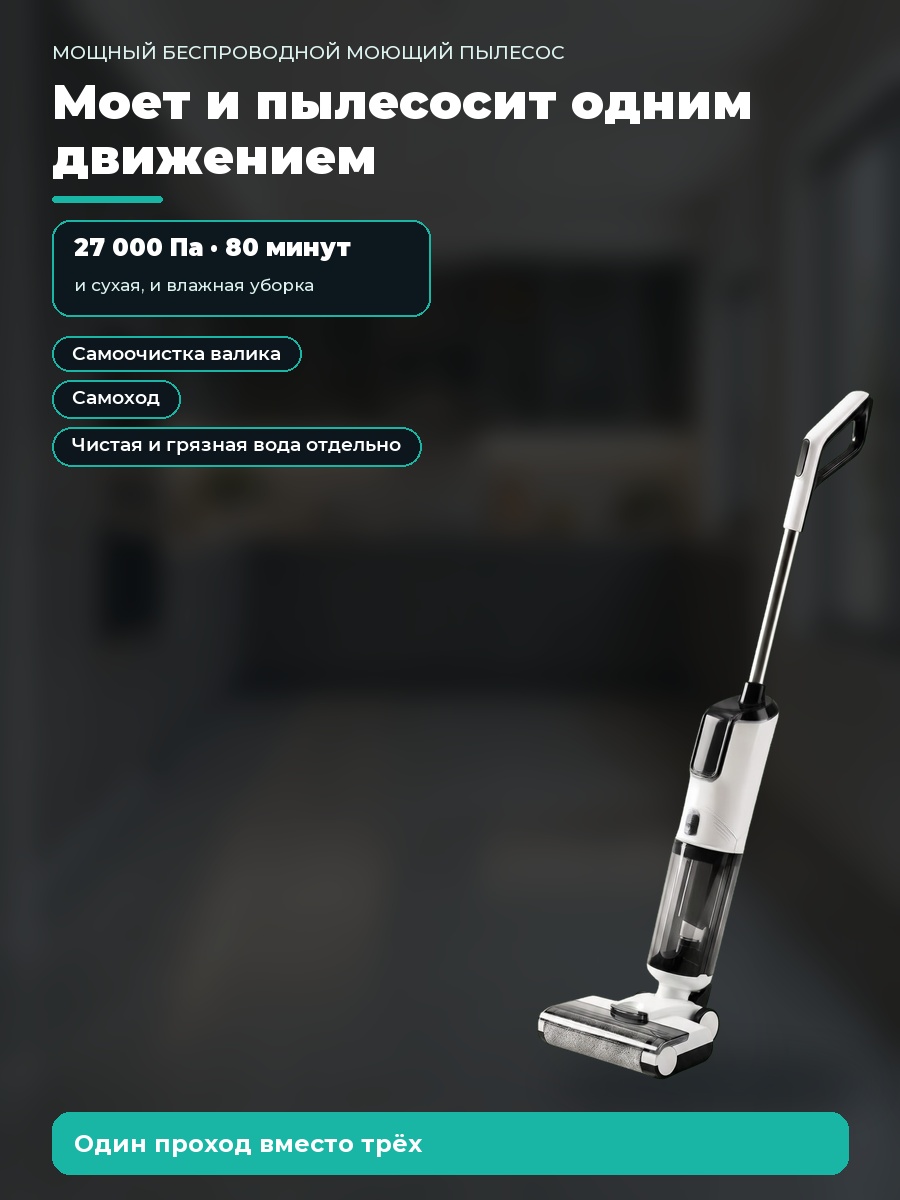 МОЩНЫЙ БЕСПРОВОДНОЙ МОЮЩИЙ ПЫЛЕСОС
Моет и пылесосит одним
движением
27 000 Па · 80 минут
и сухая, и влажная уборка
Самоочистка валика
Самоход
Чистая и грязная вода отдельно
Один проход вместо трёх